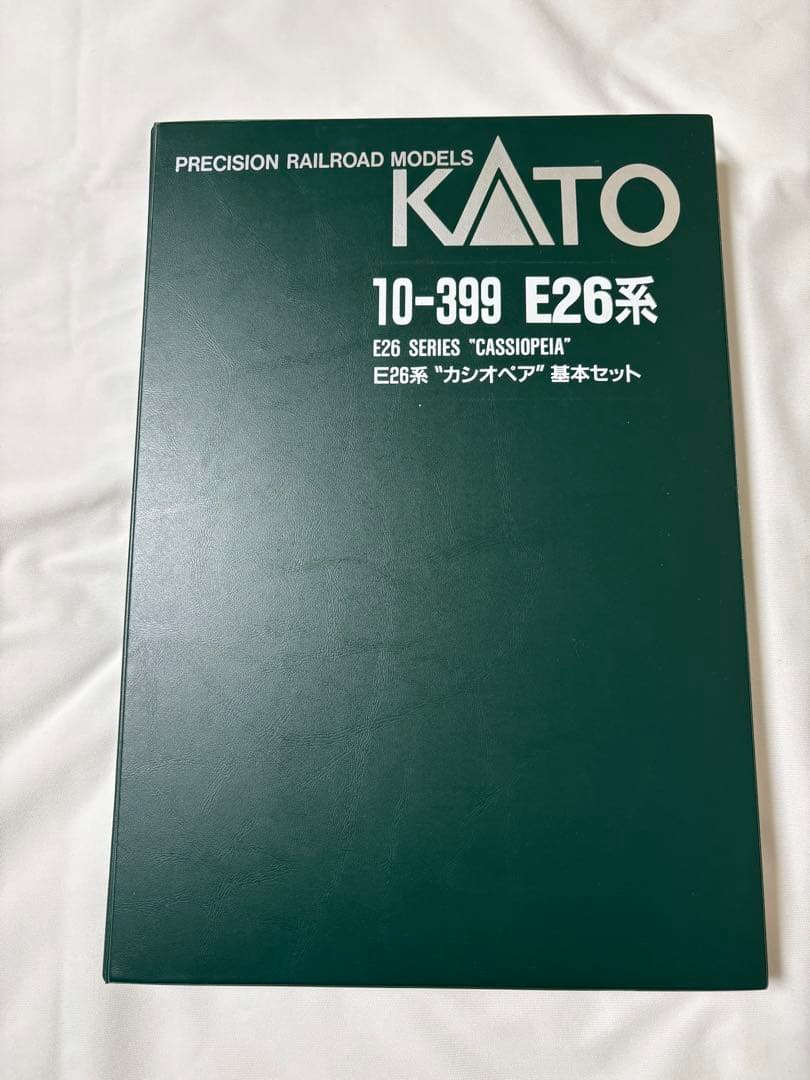 PRECISION RAILROAD MODELS
KATO
10-399 E26系
E26 SERIES "CASSIOPEIA"
E26系 "カシオペア" 基本セット